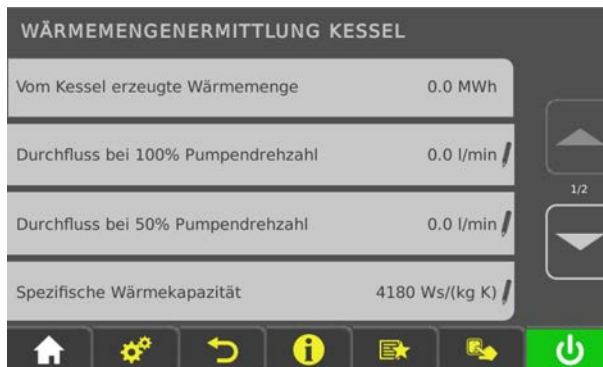 WÄRMEMENGENERMITTLUNG KESSEL
Vom Kessel erzeugte Wärmemenge 0.0 MWh
Durchfluss bei 100% Pumpendrehzahl 0.0 l/min
1/2
Durchfluss bei 50% Pumpendrehzahl 0.0 l/min
Spezifische Wärmekapazität 4180 Ws/(kg K)